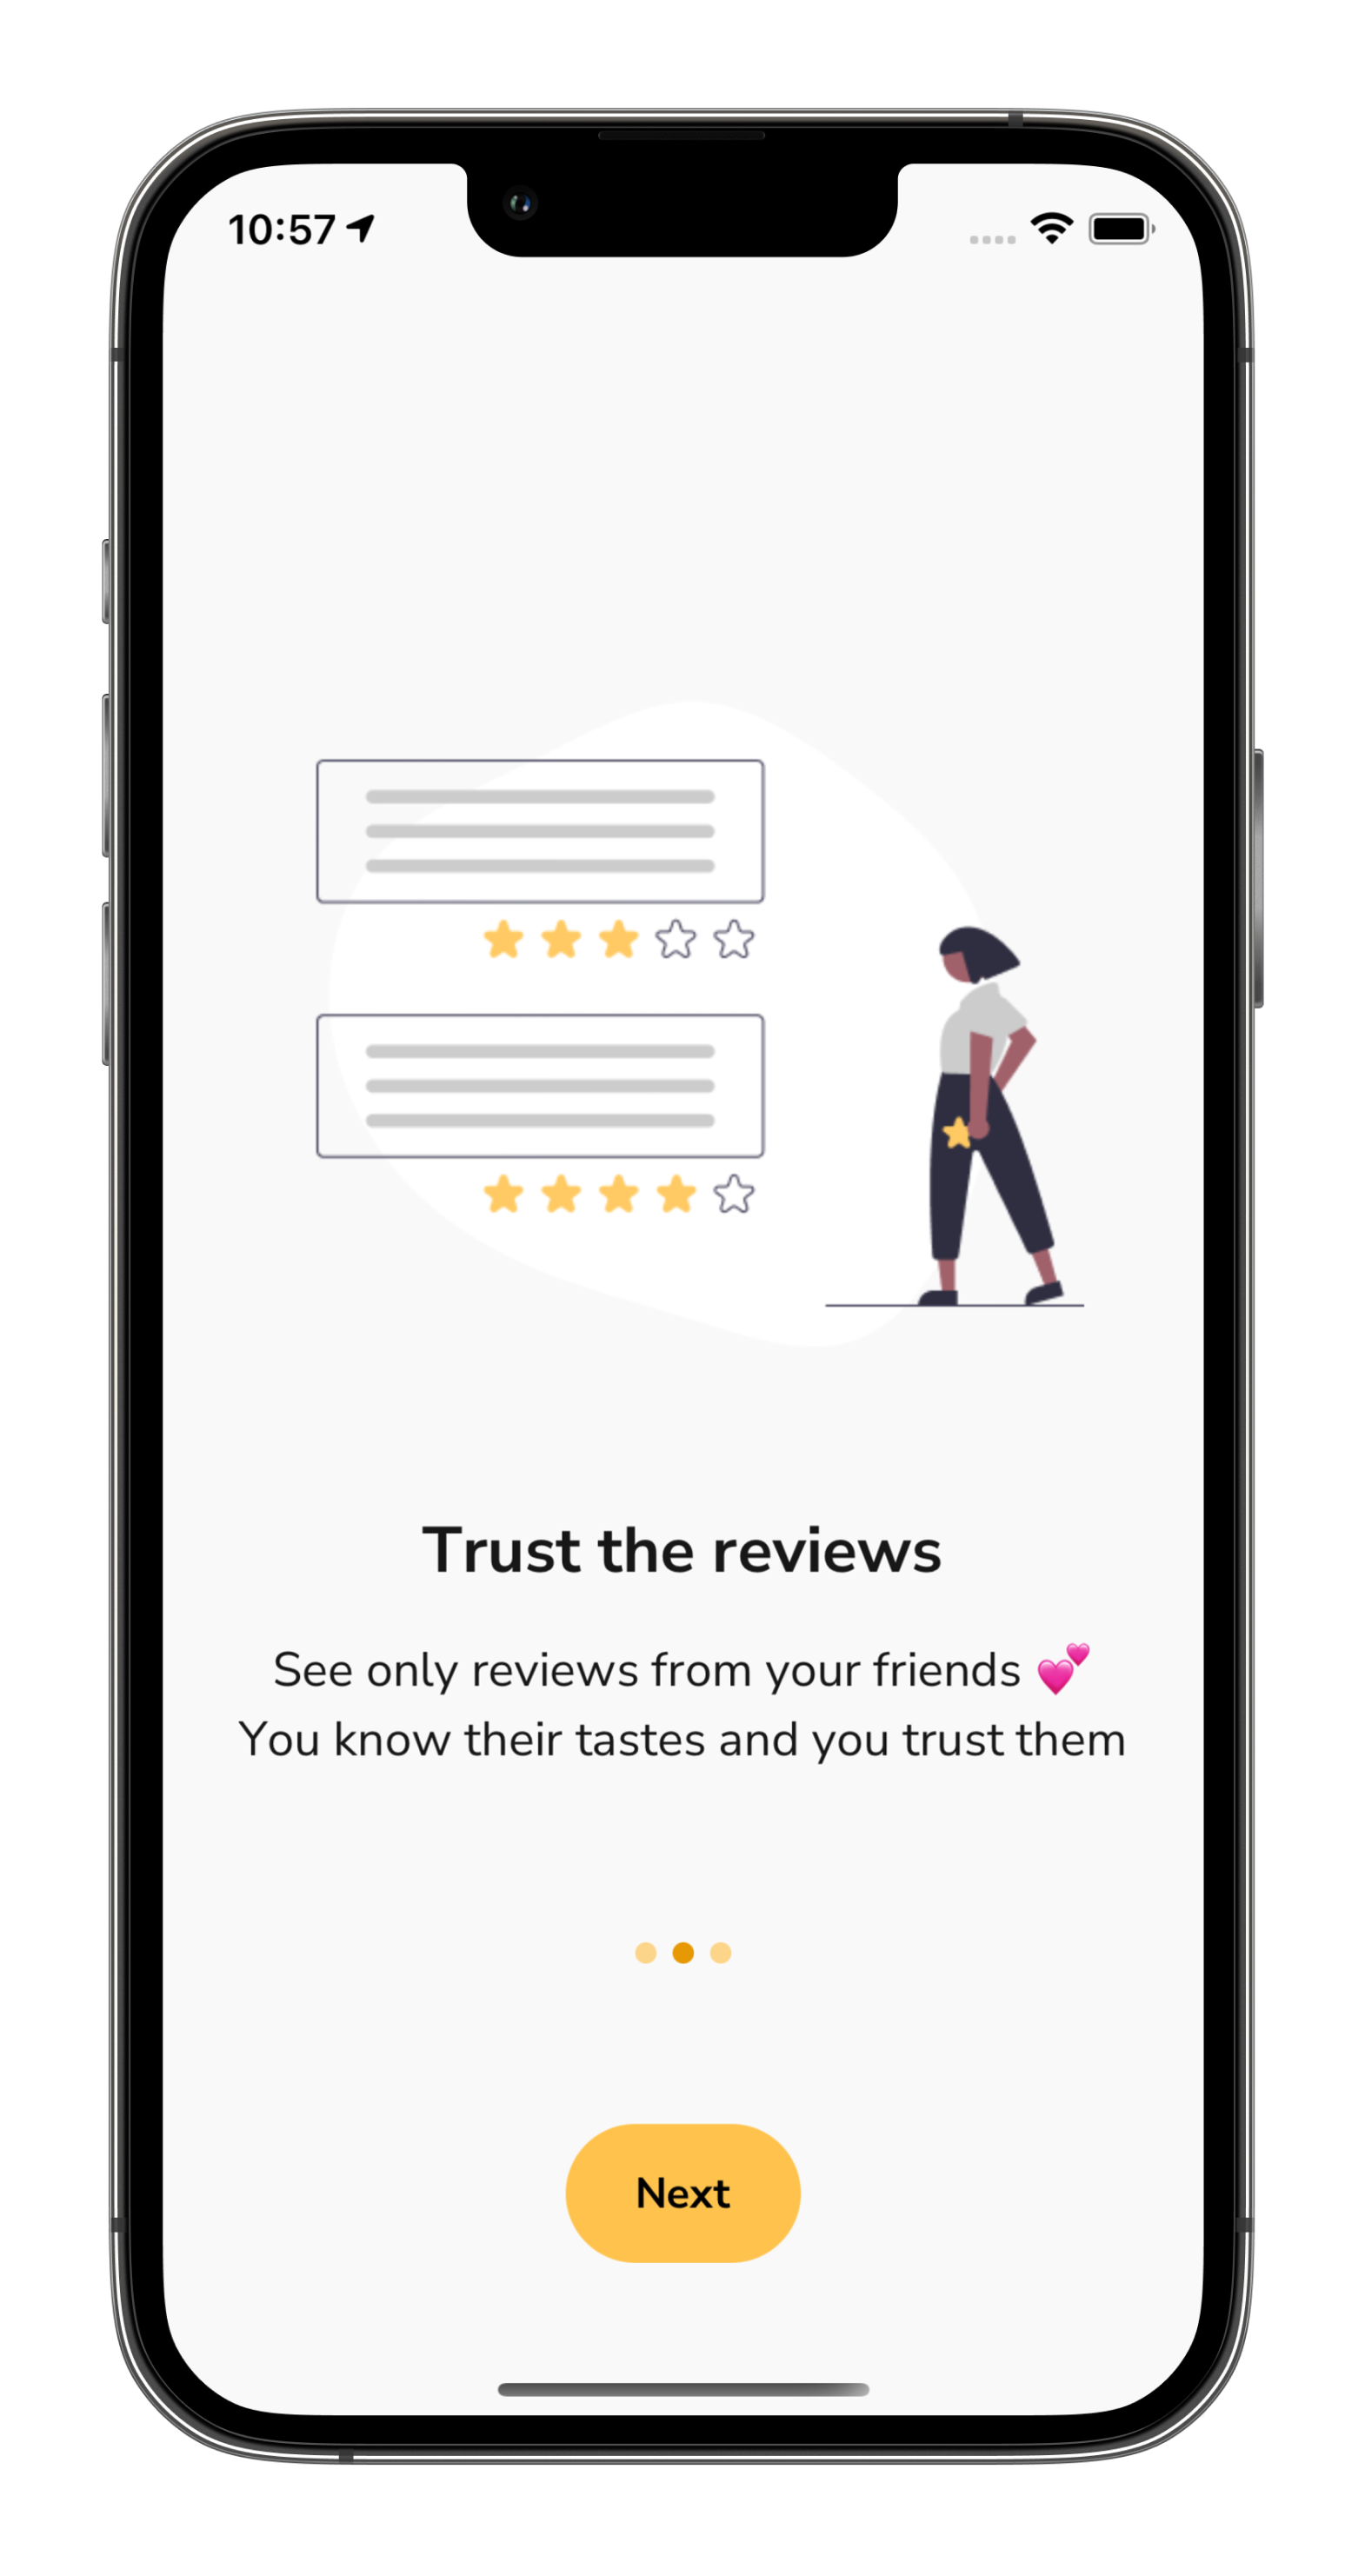 10:57
Trust the reviews
See only reviews from your friends 💕
You know their tastes and you trust them
Next